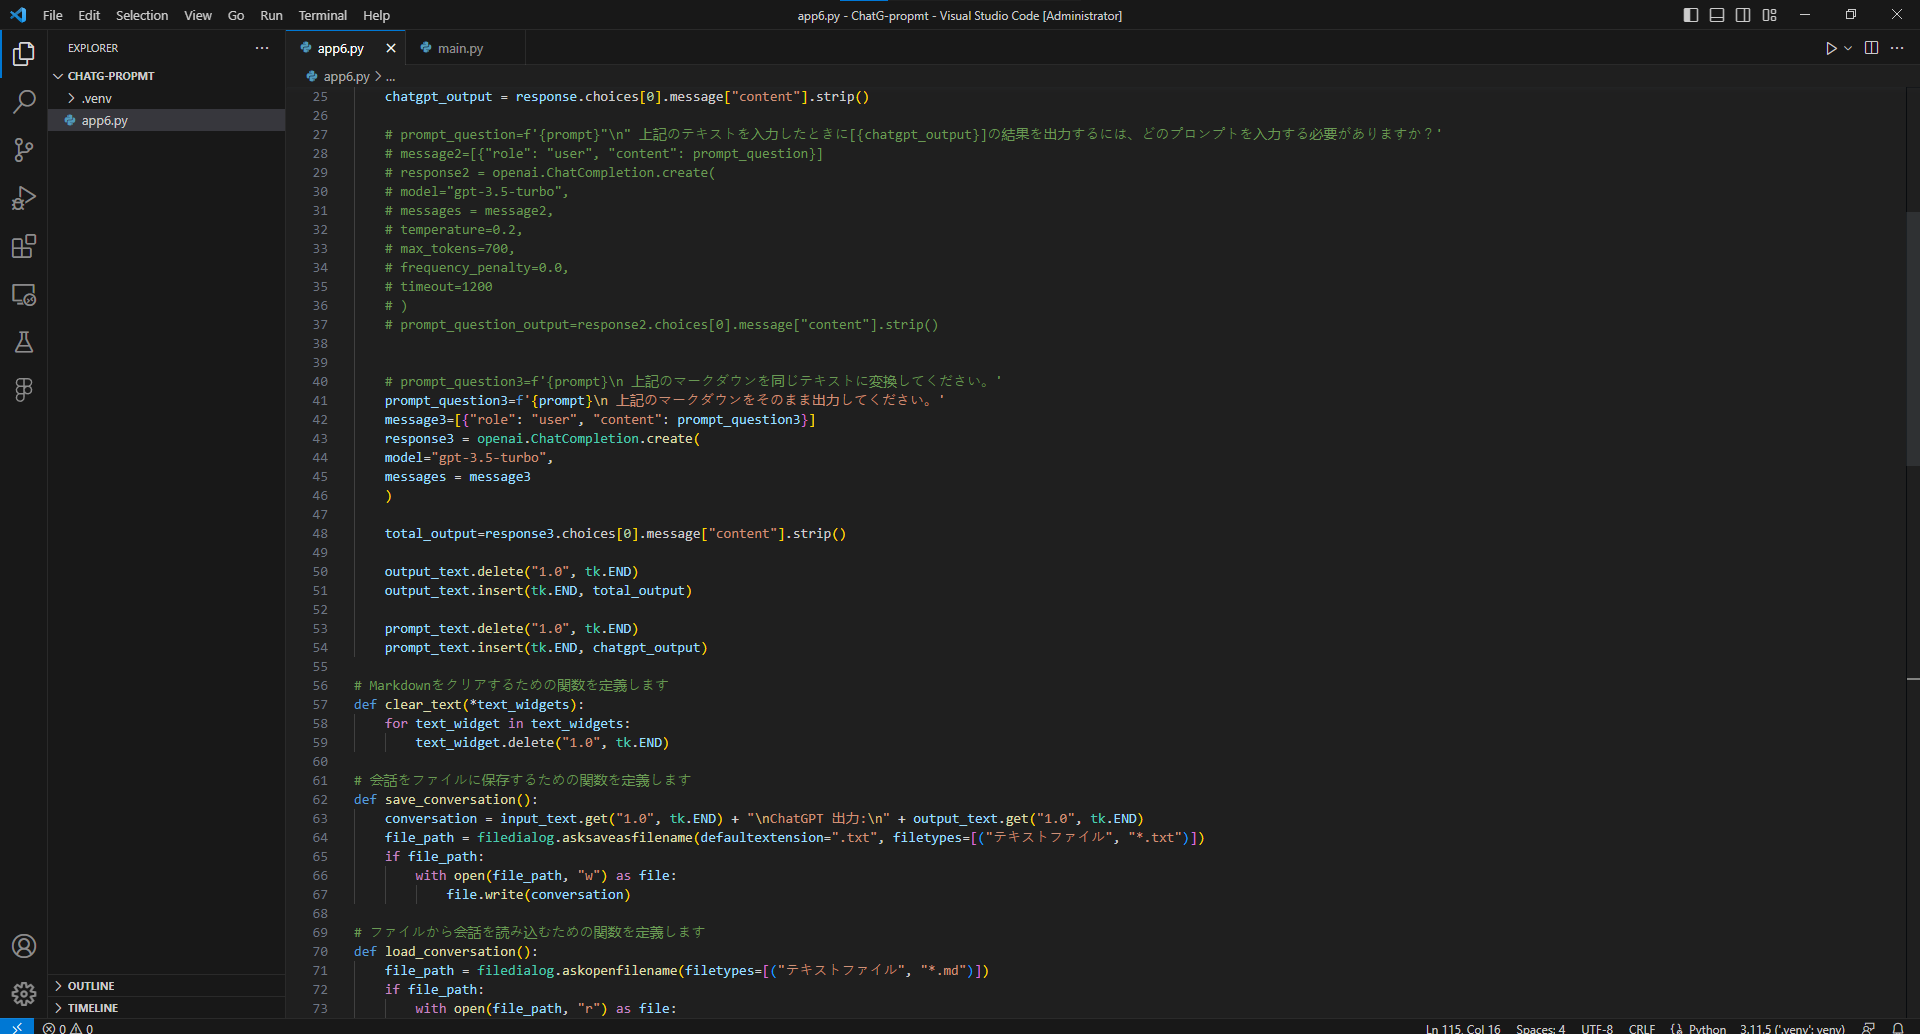 File Edit Selection View Go Run Terminal Help
app6.py - ChatG-propmt - Visual Studio Code [Administrator]
EXPLORER
CHATG-PROPMT
.venv
app6.py
OUTLINE
TIMELINE
app6.py
main.py
app6.py > ...
25 chatgpt_output = response.choices[0].message["content"].strip()
26
27 # prompt_question=f'{prompt}"\n" 上記のテキストを入力したときに[{chatgpt_output}]の結果を出力するには、どのプロンプトを入力する必要がありますか？'
28 # message2=[{"role": "user", "content": prompt_question}]
29 # response2 = openai.ChatCompletion.create(
30 # model="gpt-3.5-turbo",
31 # messages = message2,
32 # temperature=0.2,
33 # max_tokens=700,
34 # frequency_penalty=0.0,
35 # timeout=1200
36 # )
37 # prompt_question_output=response2.choices[0].message["content"].strip()
38
39
40 # prompt_question3=f'{prompt}\n 上記のマークダウンを同じテキストに変換してください。'
41 prompt_question3=f'{prompt}\n 上記のマークダウンをそのまま出力してください。'
42 message3=[{"role": "user", "content": prompt_question3}]
43 response3 = openai.ChatCompletion.create(
44 model="gpt-3.5-turbo",
45 messages = message3
46 )
47
48 total_output=response3.choices[0].message["content"].strip()
49
50 output_text.delete("1.0", tk.END)
51 output_text.insert(tk.END, total_output)
52
53 prompt_text.delete("1.0", tk.END)
54 prompt_text.insert(tk.END, chatgpt_output)
55
56 # Markdownをクリアするための関数を定義します
57 def clear_text(*text_widgets):
58 for text_widget in text_widgets:
59 text_widget.delete("1.0", tk.END)
60
61 # 会話をファイルに保存するための関数を定義します
62 def save_conversation():
63 conversation = input_text.get("1.0", tk.END) + "\nChatGPT 出力:\n" + output_text.get("1.0", tk.END)
64 file_path = filedialog.asksaveasfilename(defaultextension=".txt", filetypes=[("テキストファイル", "*.txt")])
65 if file_path:
66 with open(file_path, "w") as file:
67 file.write(conversation)
68
69 # ファイルから会話を読み込むための関数を定義します
70 def load_conversation():
71 file_path = filedialog.askopenfilename(filetypes=[("テキストファイル", "*.md")])
72 if file_path:
73 with open(file_path, "r") as file:
0 0
Ln 115, Col 16 Spaces: 4 UTF-8 CRLF Python 3.11.5 ('.venv': venv)